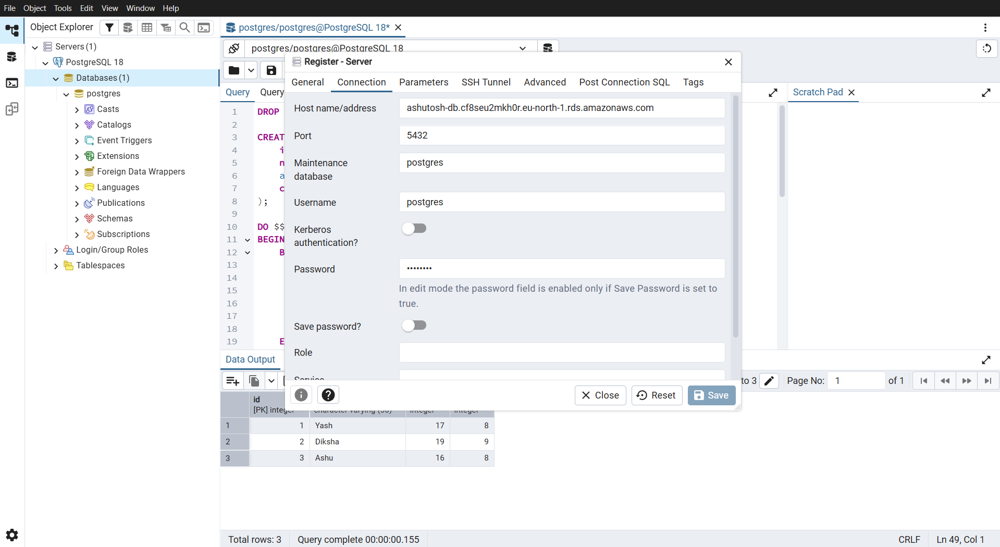 File Object Tools Edit View Window Help
Object Explorer
postgres/postgres@PostgreSQL 18*
Servers (1)
PostgreSQL 18
Databases (1)
postgres
Casts
Catalogs
Event Triggers
Extensions
Foreign Data Wrappers
Languages
Publications
Schemas
Subscriptions
Login/Group Roles
Tablespaces
postgres/postgres@PostgreSQL 18
Query Query
Scratch Pad
1 DROP
2
3 CREAT
4 i
5 n
6 a
7 c
8 );
9
10 DO $$
11 BEGIN
12 B
13
14
15
16
17
18
19 E
Register - Server
General Connection Parameters SSH Tunnel Advanced Post Connection SQL Tags
Host name/address ashutosh-db.cf8seu2mkh0r.eu-north-1.rds.amazonaws.com
Port 5432
Maintenance database postgres
Username postgres
Kerberos authentication?
Password ••••••••
In edit mode the password field is enabled only if Save Password is set to
true.
Save password?
Role
Service
Close Reset Save
Data Output
to 3 Page No: 1 of 1
id
[PK] integer character varying (50) integer integer
1 1 Yash 17 8
2 2 Diksha 19 9
3 3 Ashu 16 8
Total rows: 3 Query complete 00:00:00.155 CRLF Ln 49, Col 1